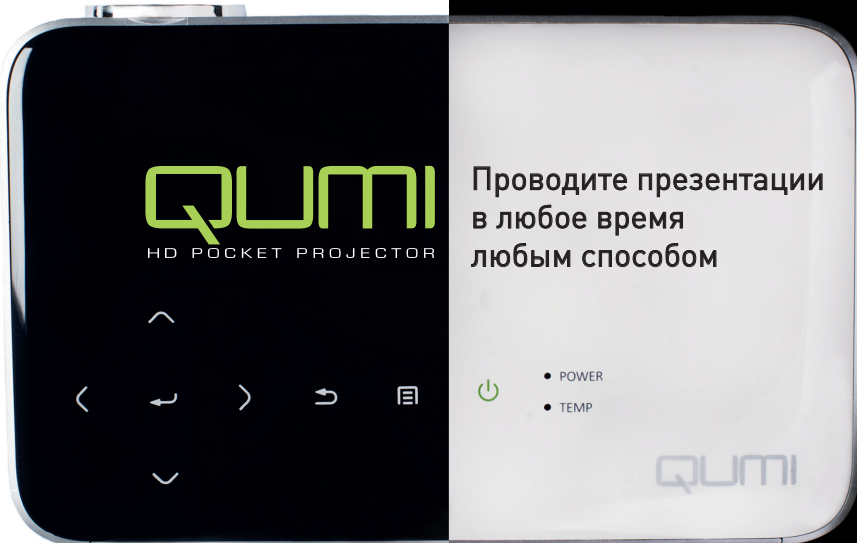 QUMI
HD POCKET PROJECTOR
Проводите презентации
в любое время
любым способом
POWER
TEMP
QUMI